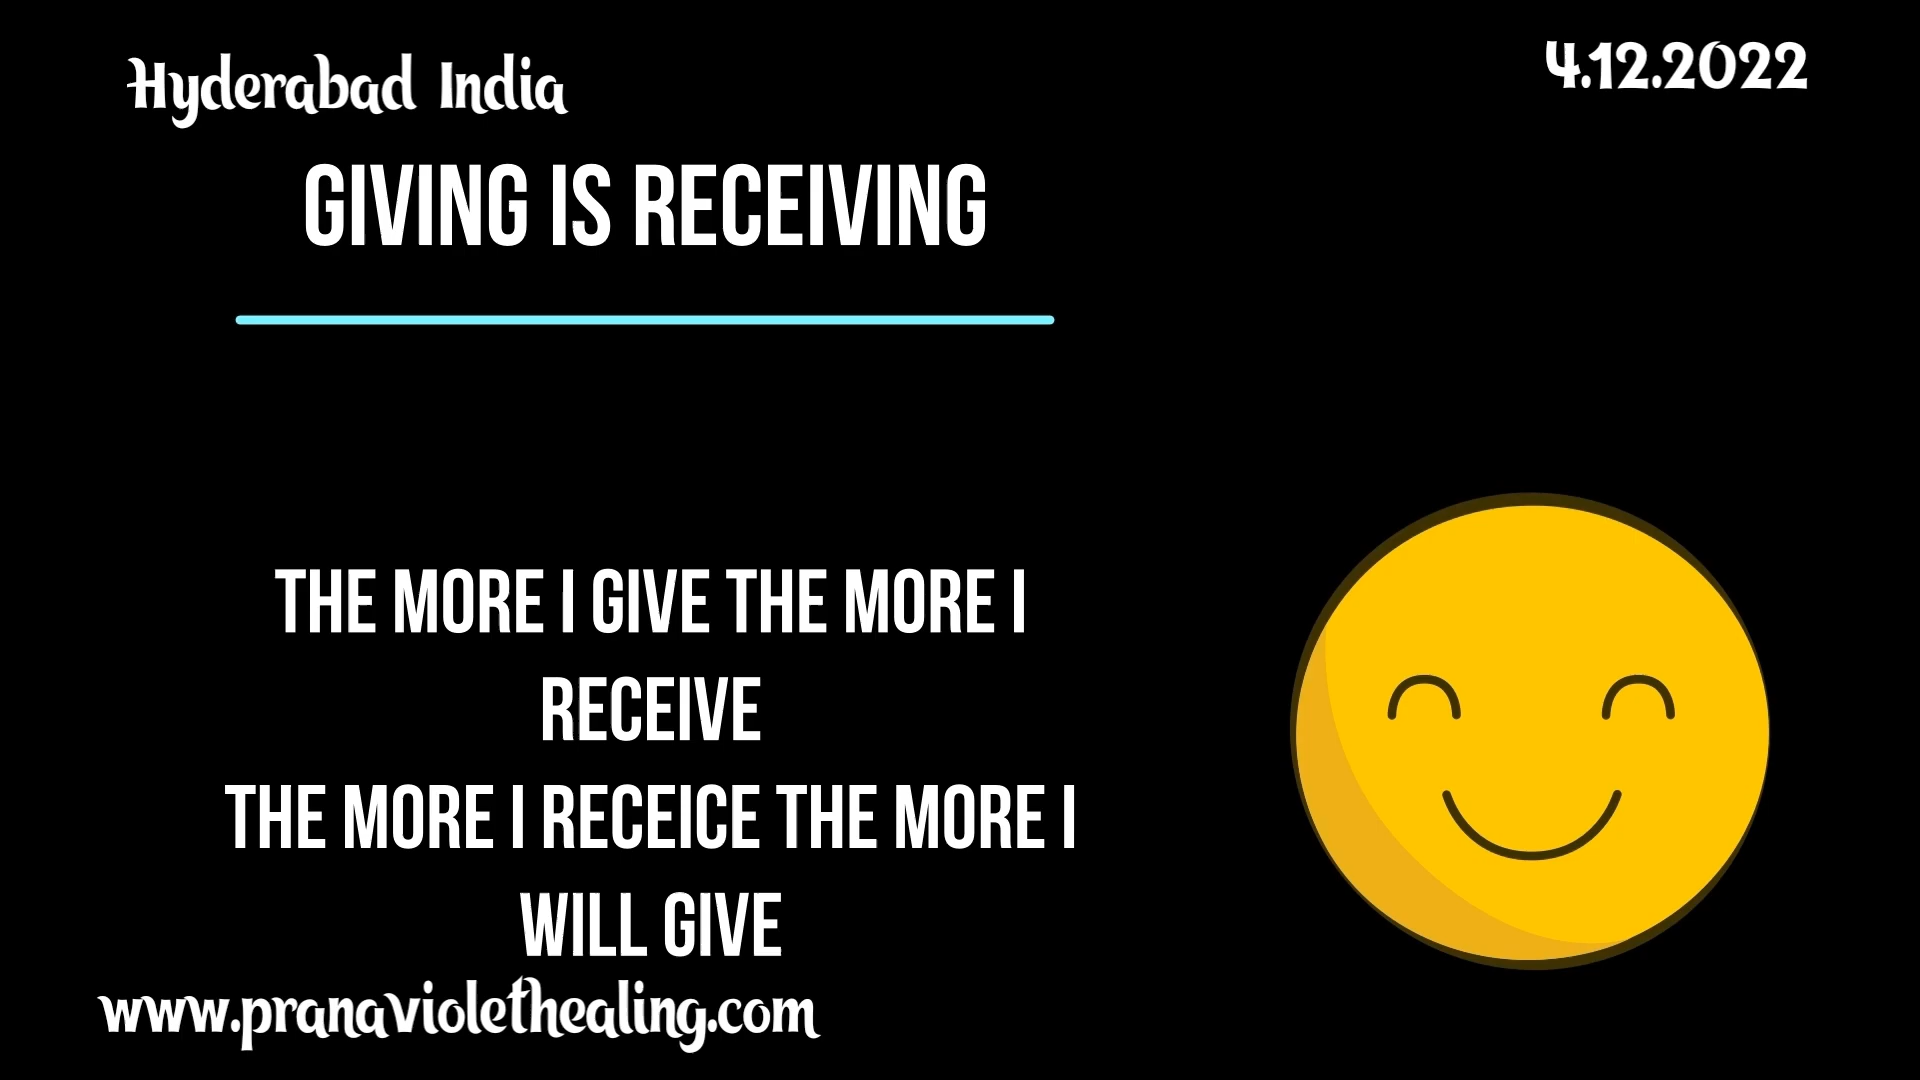 Hyderabad India
4.12.2022
GIVING IS RECEIVING
THE MORE I GIVE THE MORE I
RECEIVE
THE MORE I RECEICE THE MORE I
WILL GIVE
www.pranaviolethealing.com